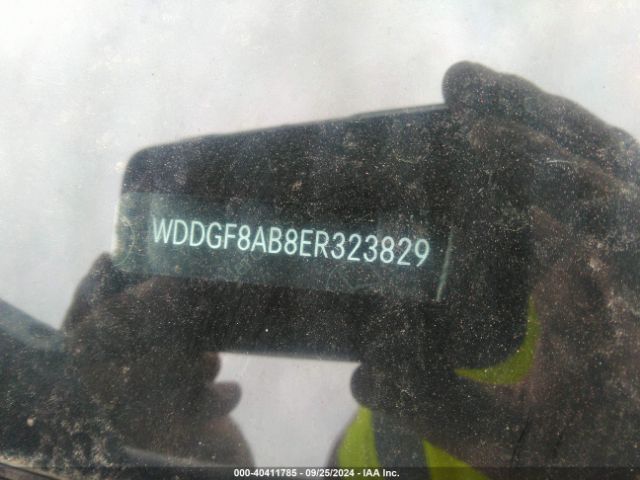 WDDGF8AB8ER323829
000-40411785 - 09/25/2024 - IAA Inc.